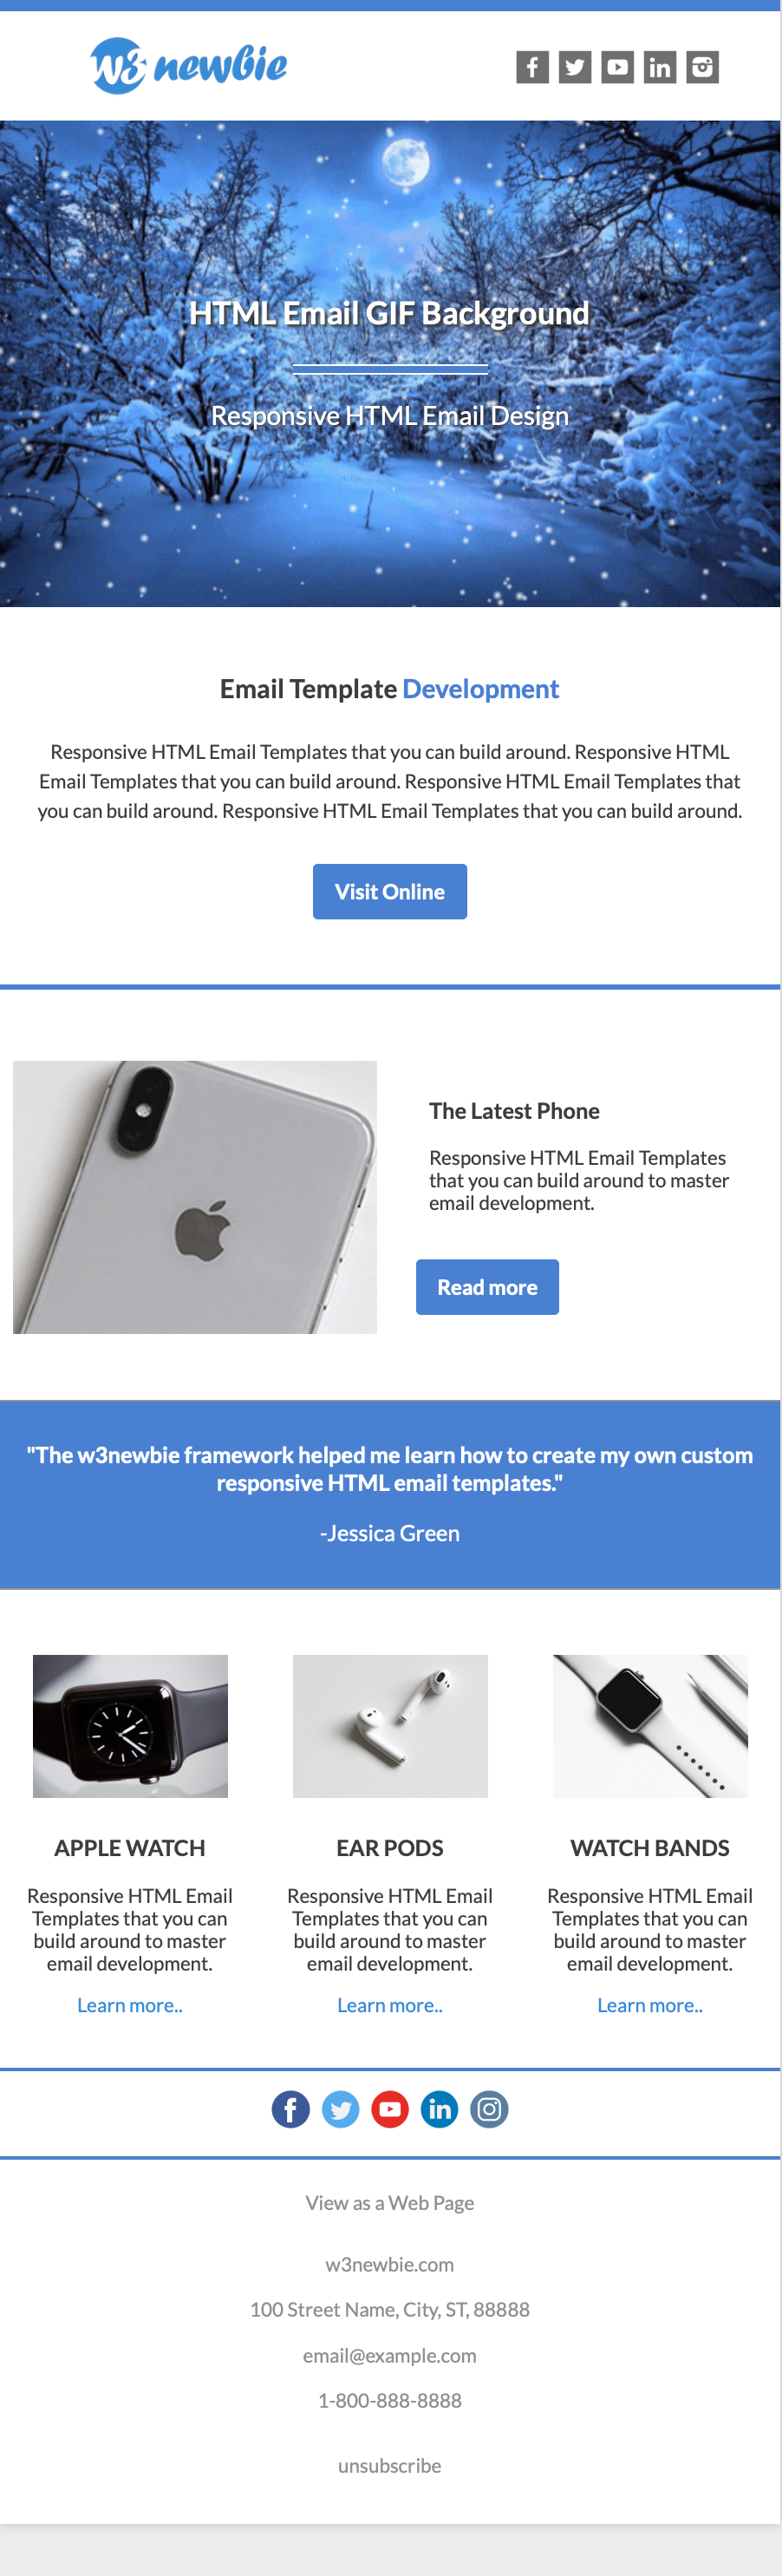 w3 newbie
HTML Email GIF Background
Responsive HTML Email Design
Email Template Development
Responsive HTML Email Templates that you can build around. Responsive HTML
Email Templates that you can build around. Responsive HTML Email Templates that
you can build around. Responsive HTML Email Templates that you can build around.
Visit Online
The Latest Phone
Responsive HTML Email Templates
that you can build around to master
email development.
Read more
"The w3newbie framework helped me learn how to create my own custom
responsive HTML email templates."
-Jessica Green
APPLE WATCH
Responsive HTML Email
Templates that you can
build around to master
email development.
Learn more..
EAR PODS
Responsive HTML Email
Templates that you can
build around to master
email development.
Learn more..
WATCH BANDS
Responsive HTML Email
Templates that you can
build around to master
email development.
Learn more..
View as a Web Page
w3newbie.com
100 Street Name, City, ST, 88888
email@example.com
1-800-888-8888
unsubscribe